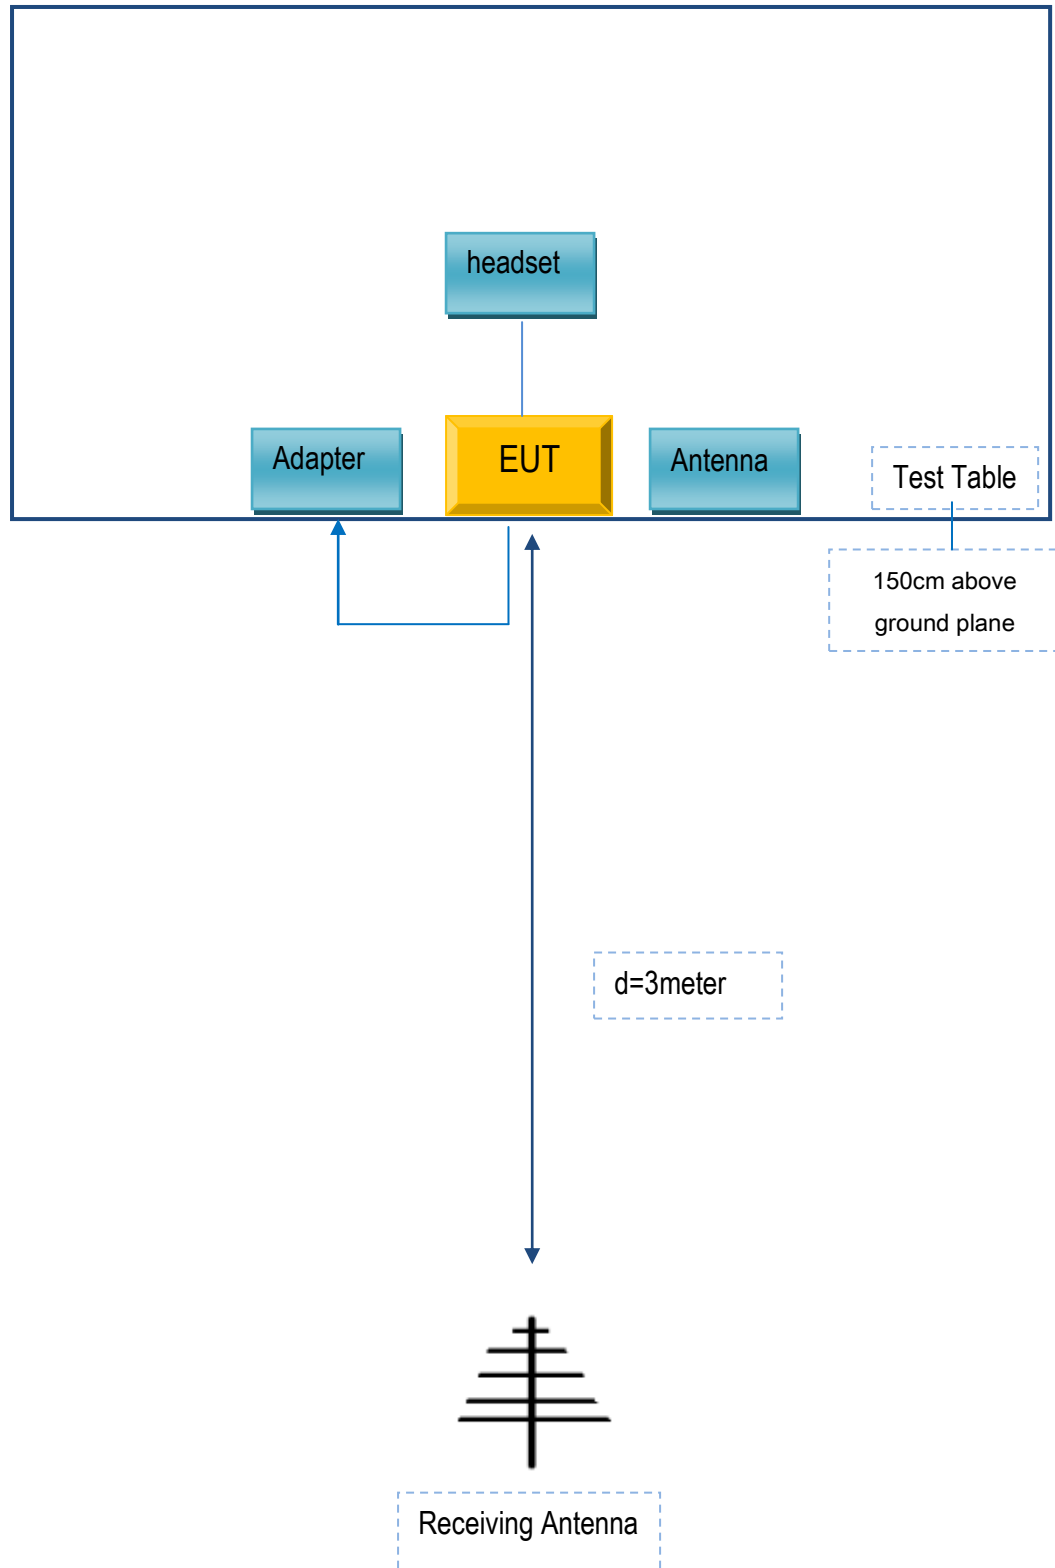 headset
Adapter
EUT
Antenna
Test Table
150cm above
ground plane
d=3meter
Receiving Antenna